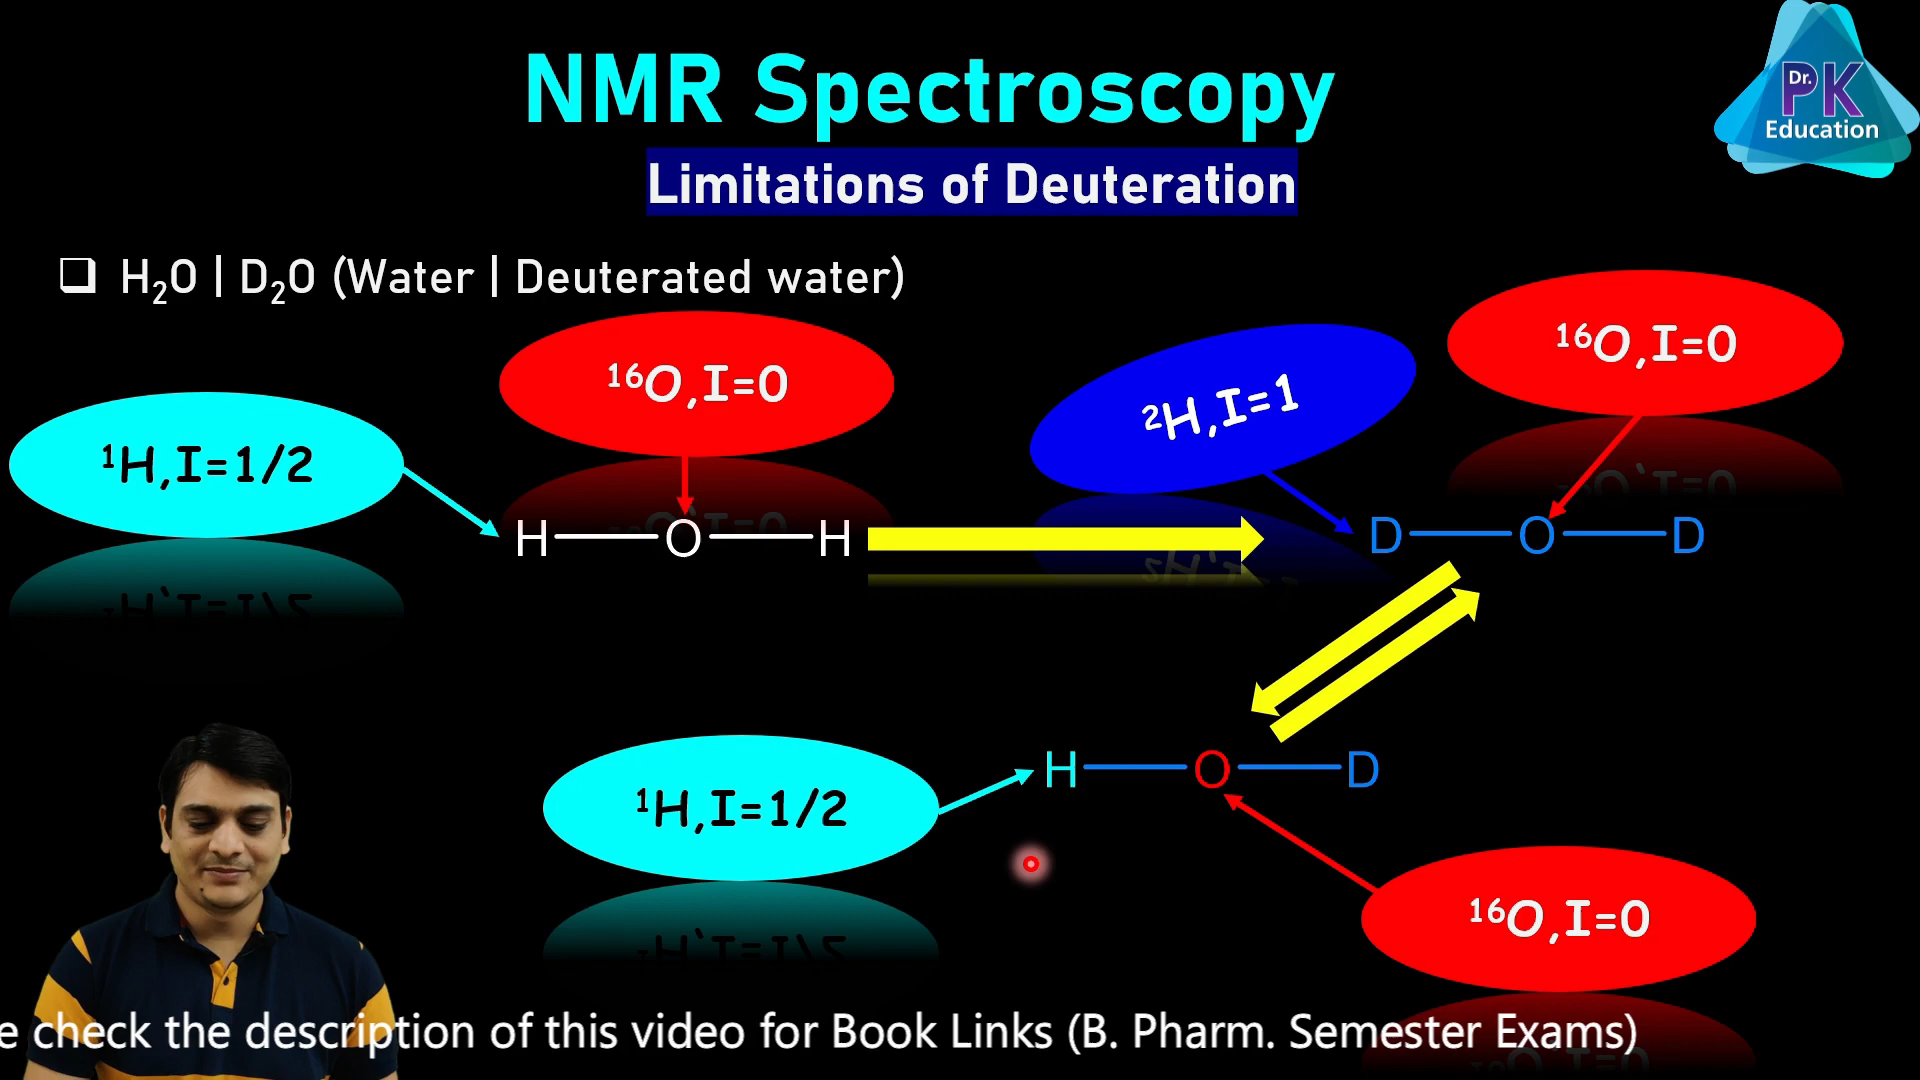 NMR Spectroscopy
Dr.
PK
Education
Limitations of Deuteration
❑ H₂O | D₂O (Water | Deuterated water)
¹⁶O,I=0
¹⁶O,I=0
²H,I=1
¹H,I=1/2
H—O—H
D—O—D
¹H,I=1/2
H—O—D
¹⁶O,I=0
e check the description of this video for Book Links (B. Pharm. Semester Exams)